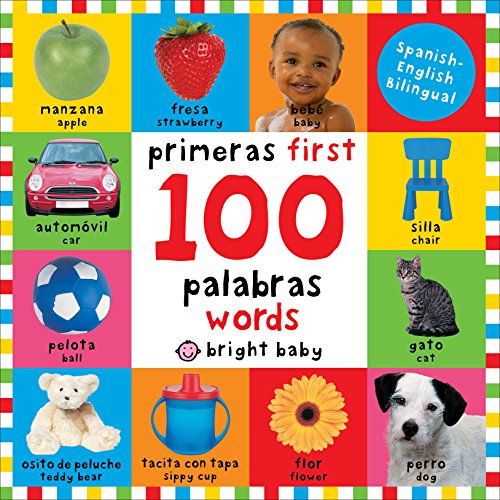 manzana
apple
fresa
strawberry
bebé
baby
Spanish-
English
Bilingual
primeras first
100
palabras
words
bright baby
automóvil
car
silla
chair
pelota
ball
gato
cat
osito de peluche
teddy bear
tacita con tapa
sippy cup
flor
flower
perro
dog